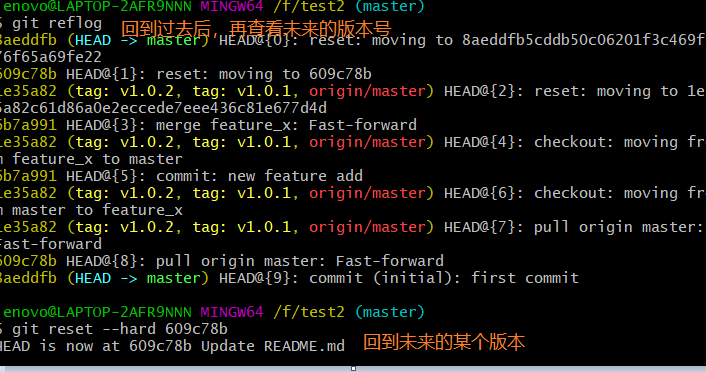 enovo@LAPTOP-2AFR9NNN MINGW64 /f/test2 (master)
$ git reflog 回到过去后，再查看未来的版本号
8aeddfb (HEAD -> master) HEAD@{0}: reset: moving to 8aeddfb5cddb50c06201f3c469f
76f65a69fe22
609c78b HEAD@{1}: reset: moving to 609c78b
1e35a82 (tag: v1.0.2, tag: v1.0.1, origin/master) HEAD@{2}: reset: moving to 1e
5a82c61d86a0e2eccede7eee436c81e677d4d
6b7a991 HEAD@{3}: merge feature_x: Fast-forward
1e35a82 (tag: v1.0.2, tag: v1.0.1, origin/master) HEAD@{4}: checkout: moving fr
m feature_x to master
6b7a991 HEAD@{5}: commit: new feature add
1e35a82 (tag: v1.0.2, tag: v1.0.1, origin/master) HEAD@{6}: checkout: moving fr
m master to feature_x
1e35a82 (tag: v1.0.2, tag: v1.0.1, origin/master) HEAD@{7}: pull origin master:
Fast-forward
609c78b HEAD@{8}: pull origin master: Fast-forward
8aeddfb (HEAD -> master) HEAD@{9}: commit (initial): first commit
enovo@LAPTOP-2AFR9NNN MINGW64 /f/test2 (master)
$ git reset --hard 609c78b
HEAD is now at 609c78b Update README.md 回到未来的某个版本